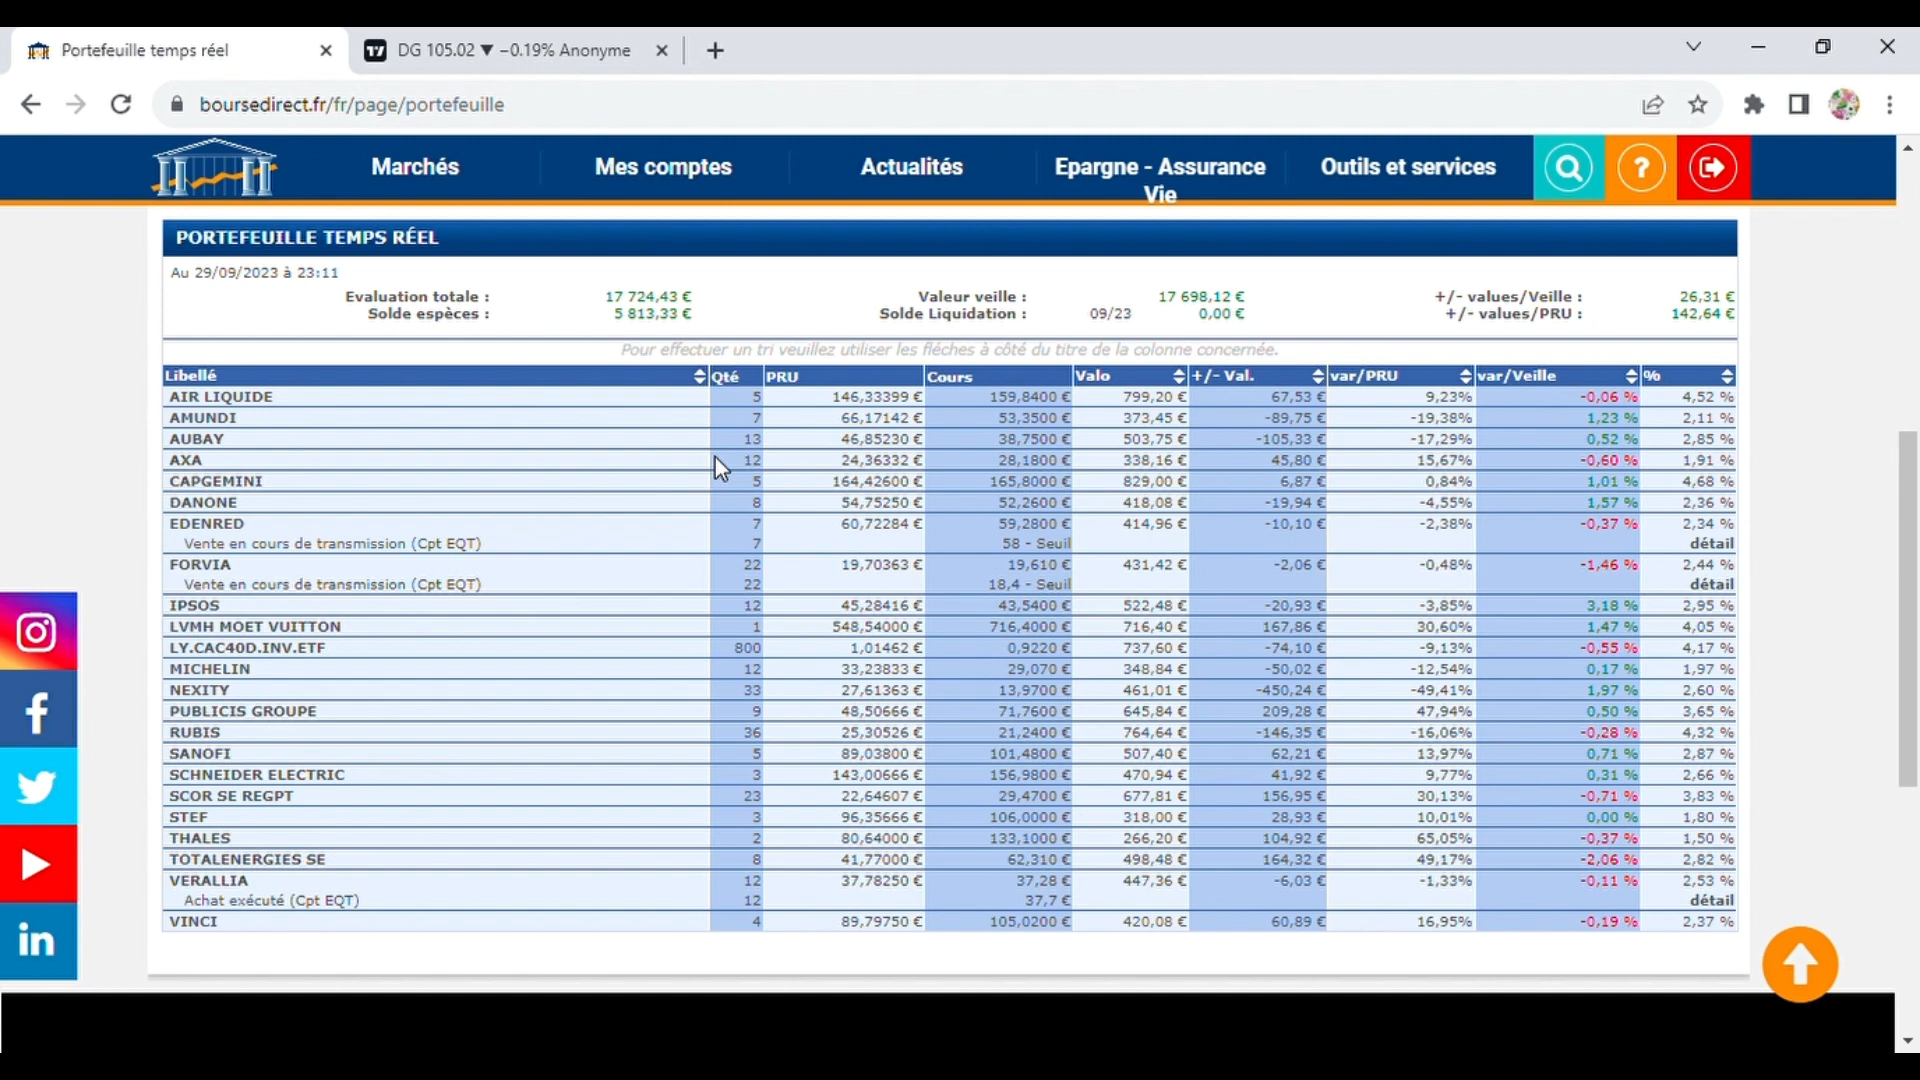 Portefeuille temps réel
DG 105.02 ▼ −0.19% Anonyme
boursedirect.fr/fr/page/portefeuille
Marchés Mes comptes Actualités Epargne - Assurance Vie Outils et services ?
PORTEFEUILLE TEMPS RÉEL
Au 29/09/2023 à 23:11
Evaluation totale : 17 724,43 € Valeur veille : 17 698,12 € +/- values/Veille : 26,31 €
Solde espèces : 5 813,33 € Solde Liquidation : 09/23 0,00 € +/- values/PRU : 142,64 €
Pour effectuer un tri veuillez utiliser les fléches à côté du titre de la colonne concernée.
Libellé Qté PRU Cours Valo +/- Val. var/PRU var/Veille %
AIR LIQUIDE 5 146,33399 € 159,8400 € 799,20 € 67,53 € 9,23% -0,06 % 4,52 %
AMUNDI 7 66,17142 € 53,3500 € 373,45 € -89,75 € -19,38% 1,23 % 2,11 %
AUBAY 13 46,85230 € 38,7500 € 503,75 € -105,33 € -17,29% 0,52 % 2,85 %
AXA 12 24,36332 € 28,1800 € 338,16 € 45,80 € 15,67% -0,60 % 1,91 %
CAPGEMINI 5 164,42600 € 165,8000 € 829,00 € 6,87 € 0,84% 1,01 % 4,68 %
DANONE 8 54,75250 € 52,2600 € 418,08 € -19,94 € -4,55% 1,57 % 2,36 %
EDENRED 7 60,72284 € 59,2800 € 414,96 € -10,10 € -2,38% -0,37 % 2,34 %
Vente en cours de transmission (Cpt EQT) 7 58 - Seuil détail
FORVIA 22 19,70363 € 19,610 € 431,42 € -2,06 € -0,48% -1,46 % 2,44 %
Vente en cours de transmission (Cpt EQT) 22 18,4 - Seuil détail
IPSOS 12 45,28416 € 43,5400 € 522,48 € -20,93 € -3,85% 3,18 % 2,95 %
LVMH MOET VUITTON 1 548,54000 € 716,4000 € 716,40 € 167,86 € 30,60% 1,47 % 4,05 %
LY.CAC40D.INV.ETF 800 1,01462 € 0,9220 € 737,60 € -74,10 € -9,13% -0,55 % 4,17 %
MICHELIN 12 33,23833 € 29,070 € 348,84 € -50,02 € -12,54% 0,17 % 1,97 %
NEXITY 33 27,61363 € 13,9700 € 461,01 € -450,24 € -49,41% 1,97 % 2,60 %
PUBLICIS GROUPE 9 48,50666 € 71,7600 € 645,84 € 209,28 € 47,94% 0,50 % 3,65 %
RUBIS 36 25,30526 € 21,2400 € 764,64 € -146,35 € -16,06% -0,28 % 4,32 %
SANOFI 5 89,03800 € 101,4800 € 507,40 € 62,21 € 13,97% 0,71 % 2,87 %
SCHNEIDER ELECTRIC 3 143,00666 € 156,9800 € 470,94 € 41,92 € 9,77% 0,31 % 2,66 %
SCOR SE REGPT 23 22,64607 € 29,4700 € 677,81 € 156,95 € 30,13% -0,71 % 3,83 %
STEF 3 96,35666 € 106,0000 € 318,00 € 28,93 € 10,01% 0,00 % 1,80 %
THALES 2 80,64000 € 133,1000 € 266,20 € 104,92 € 65,05% -0,37 % 1,50 %
TOTALENERGIES SE 8 41,77000 € 62,310 € 498,48 € 164,32 € 49,17% -2,06 % 2,82 %
VERALLIA 12 37,78250 € 37,28 € 447,36 € -6,03 € -1,33% -0,11 % 2,53 %
Achat exécuté (Cpt EQT) 12 37,7 € détail
VINCI 4 89,79750 € 105,0200 € 420,08 € 60,89 € 16,95% -0,19 % 2,37 %